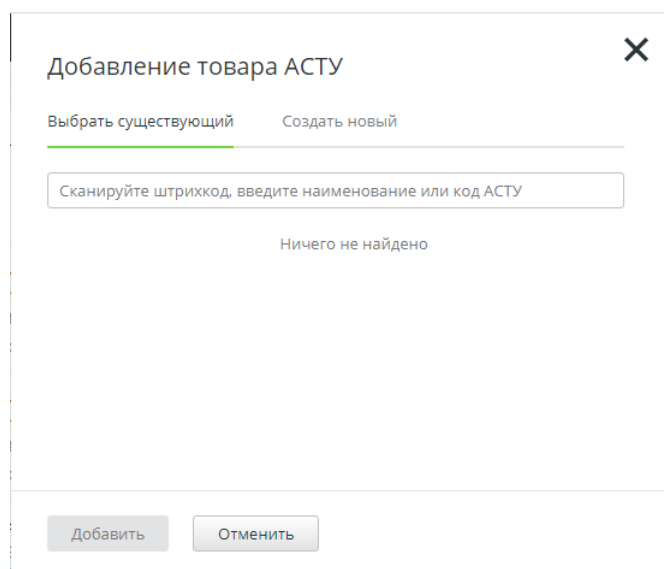 Добавление товара АСТУ
Выбрать существующий
Создать новый
Сканируйте штрихкод, введите наименование или код АСТУ
Ничего не найдено
Добавить
Отменить